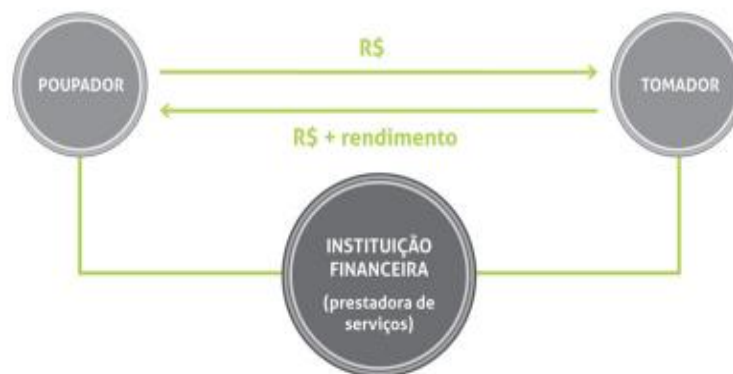 R$
POUPADOR
TOMADOR
R$ + rendimento
INSTITUIÇÃO
FINANCEIRA
(prestadora de
serviços)